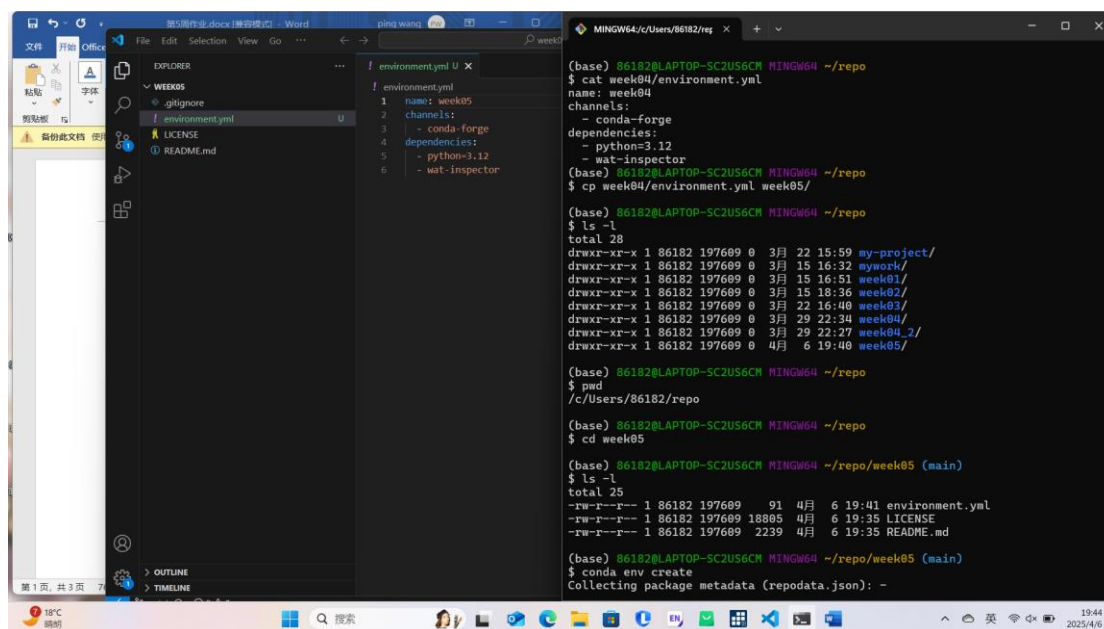 第5周作业.docx [兼容模式] - Word
ping wang
PW
文件
开始
Office
粘贴
字体
剪贴板
备份此文档
第 1 页，共 3 页
File Edit Selection View Go ...
EXPLORER
WEEK05
.gitignore
environment.yml U
LICENSE
README.md
OUTLINE
TIMELINE
environment.yml U
environment.yml
1 name: week05
2 channels:
3 - conda-forge
4 dependencies:
5 - python=3.12
6 - wat-inspector
MINGW64:/c/Users/86182/rep
(base) 86182@LAPTOP-SC2US6CM MINGW64 ~/repo
$ cat week04/environment.yml
name: week04
channels:
- conda-forge
dependencies:
- python=3.12
- wat-inspector
(base) 86182@LAPTOP-SC2US6CM MINGW64 ~/repo
$ cp week04/environment.yml week05/
(base) 86182@LAPTOP-SC2US6CM MINGW64 ~/repo
$ ls -l
total 28
drwxr-xr-x 1 86182 197609 0 3月 22 15:59 my-project/
drwxr-xr-x 1 86182 197609 0 3月 15 16:32 mywork/
drwxr-xr-x 1 86182 197609 0 3月 15 16:51 week01/
drwxr-xr-x 1 86182 197609 0 3月 15 18:36 week02/
drwxr-xr-x 1 86182 197609 0 3月 22 16:40 week03/
drwxr-xr-x 1 86182 197609 0 3月 29 22:34 week04/
drwxr-xr-x 1 86182 197609 0 3月 29 22:27 week04_2/
drwxr-xr-x 1 86182 197609 0 4月 6 19:40 week05/
(base) 86182@LAPTOP-SC2US6CM MINGW64 ~/repo
$ pwd
/c/Users/86182/repo
(base) 86182@LAPTOP-SC2US6CM MINGW64 ~/repo
$ cd week05
(base) 86182@LAPTOP-SC2US6CM MINGW64 ~/repo/week05 (main)
$ ls -l
total 25
-rw-r--r-- 1 86182 197609 91 4月 6 19:41 environment.yml
-rw-r--r-- 1 86182 197609 18805 4月 6 19:35 LICENSE
-rw-r--r-- 1 86182 197609 2239 4月 6 19:35 README.md
(base) 86182@LAPTOP-SC2US6CM MINGW64 ~/repo/week05 (main)
$ conda env create
Collecting package metadata (repodata.json): -
18°C
晴朗
搜索
英
19:44
2025/4/6